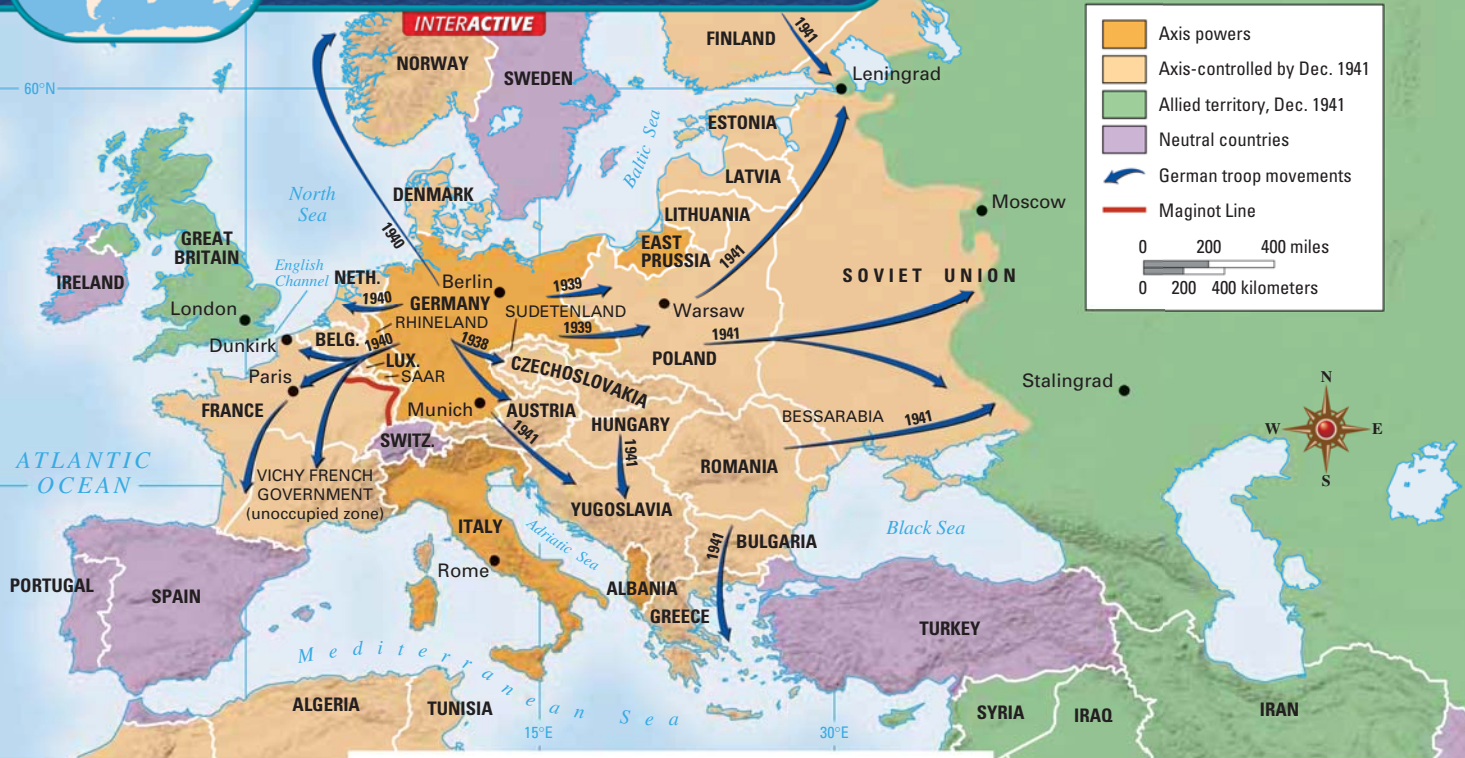 INTERACTIVE
Axis powers
Axis-controlled by Dec. 1941
Allied territory, Dec. 1941
Neutral countries
German troop movements
Maginot Line
0 200 400 miles
0 200 400 kilometers
N
W
E
S
60°N
NORWAY
SWEDEN
FINLAND
1941
Leningrad
ESTONIA
Baltic Sea
LATVIA
LITHUANIA
EAST
PRUSSIA
1941
Moscow
SOVIET UNION
North
Sea
DENMARK
1940
GREAT
BRITAIN
IRELAND
English
Channel
London
NETH.
1940
Berlin
GERMANY
RHINELAND
1939
SUDETENLAND
1939
Warsaw
POLAND
1941
Dunkirk
BELG.
1940
LUX.
SAAR
1938
CZECHOSLOVAKIA
Paris
FRANCE
Munich
AUSTRIA
1941
HUNGARY
1941
BESSARABIA
1941
Stalingrad
SWITZ.
ROMANIA
ATLANTIC
OCEAN
VICHY FRENCH
GOVERNMENT
(unoccupied zone)
YUGOSLAVIA
ITALY
Adriatic Sea
Rome
1941
BULGARIA
Black Sea
ALBANIA
GREECE
PORTUGAL
SPAIN
TURKEY
Mediterranean Sea
ALGERIA
TUNISIA
SYRIA
IRAQ
IRAN
15°E
30°E